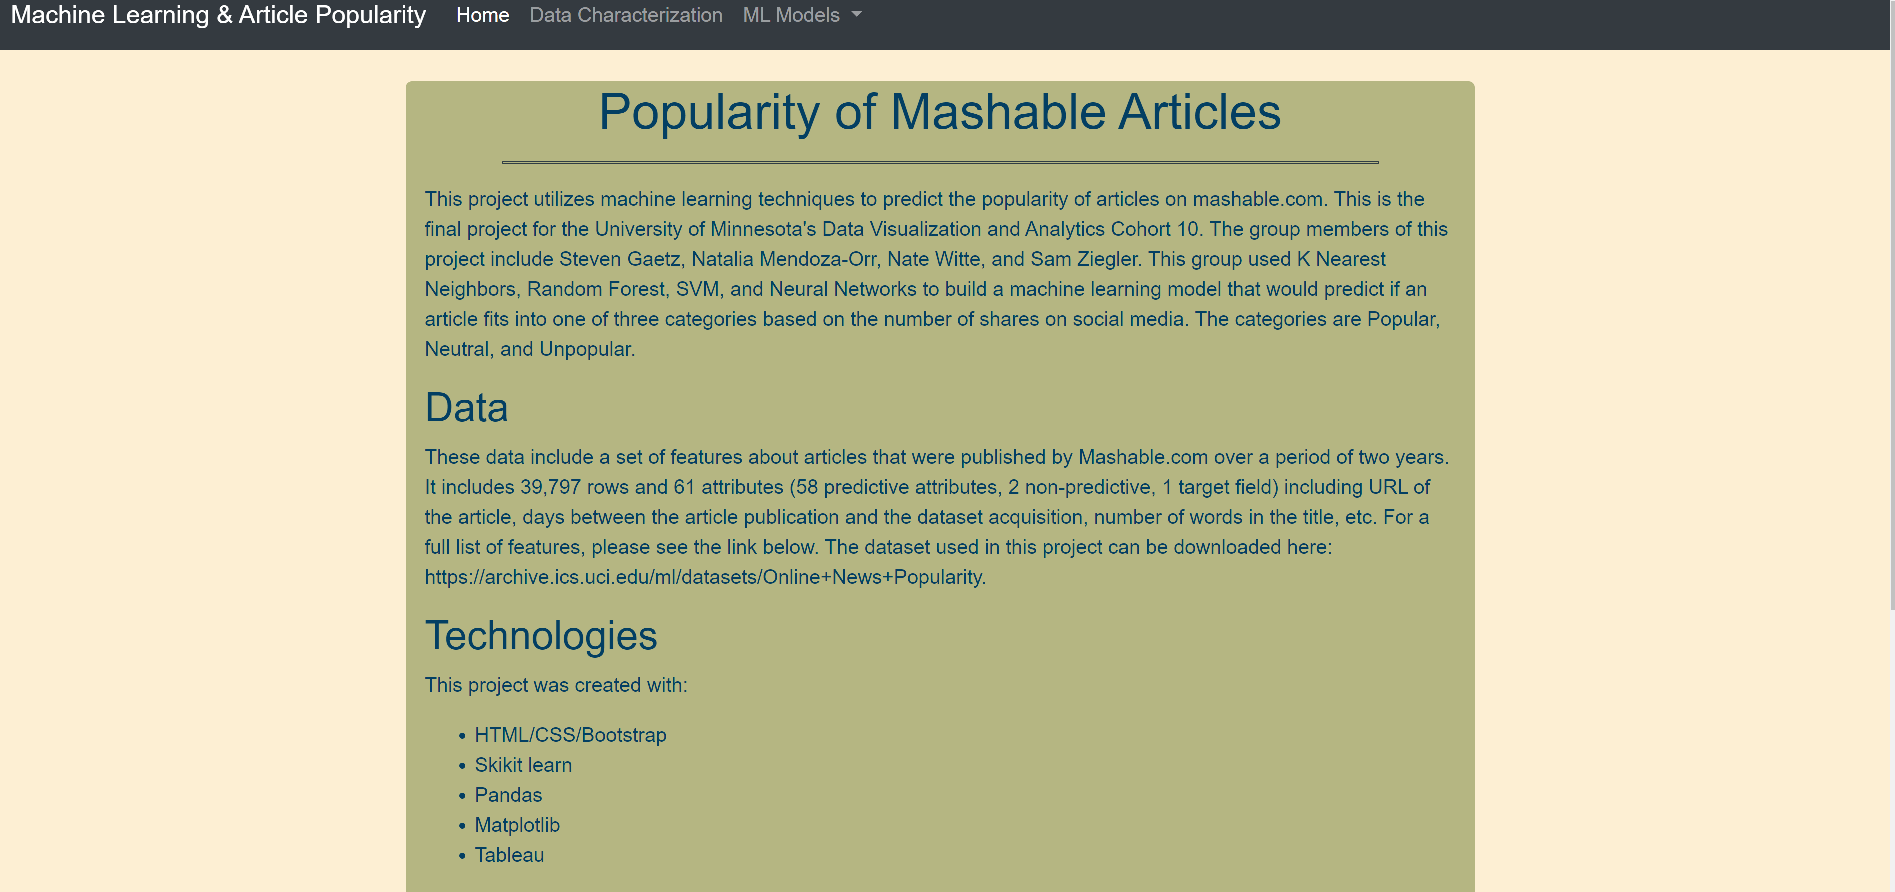 Machine Learning & Article Popularity Home Data Characterization ML Models
Popularity of Mashable Articles
This project utilizes machine learning techniques to predict the popularity of articles on mashable.com. This is the
final project for the University of Minnesota's Data Visualization and Analytics Cohort 10. The group members of this
project include Steven Gaetz, Natalia Mendoza-Orr, Nate Witte, and Sam Ziegler. This group used K Nearest
Neighbors, Random Forest, SVM, and Neural Networks to build a machine learning model that would predict if an
article fits into one of three categories based on the number of shares on social media. The categories are Popular,
Neutral, and Unpopular.
Data
These data include a set of features about articles that were published by Mashable.com over a period of two years.
It includes 39,797 rows and 61 attributes (58 predictive attributes, 2 non-predictive, 1 target field) including URL of
the article, days between the article publication and the dataset acquisition, number of words in the title, etc. For a
full list of features, please see the link below. The dataset used in this project can be downloaded here:
https://archive.ics.uci.edu/ml/datasets/Online+News+Popularity.
Technologies
This project was created with:
• HTML/CSS/Bootstrap
• Skikit learn
• Pandas
• Matplotlib
• Tableau